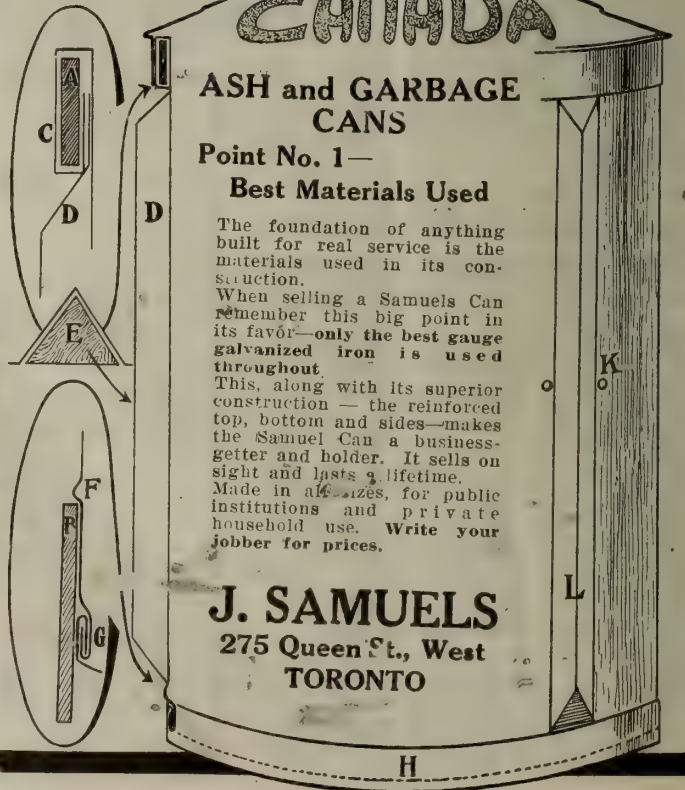 CANADA
ASH and GARBAGE
CANS
Point No. 1—
Best Materials Used
The foundation of anything
built for real service is the
materials used in its con-
struction.
When selling a Samuels Can
remember this big point in
its favor—only the best gauge
galvanized iron is used
throughout
This, along with its superior
construction — the reinforced
top, bottom and sides—makes
the Samuel Can a business-
getter and holder. It sells on
sight and lasts a lifetime.
Made in all sizes, for public
institutions and private
household use. Write your
jobber for prices.
J. SAMUELS
275 Queen St., West
TORONTO
A
C
D
E
D
F
G
K
L
H